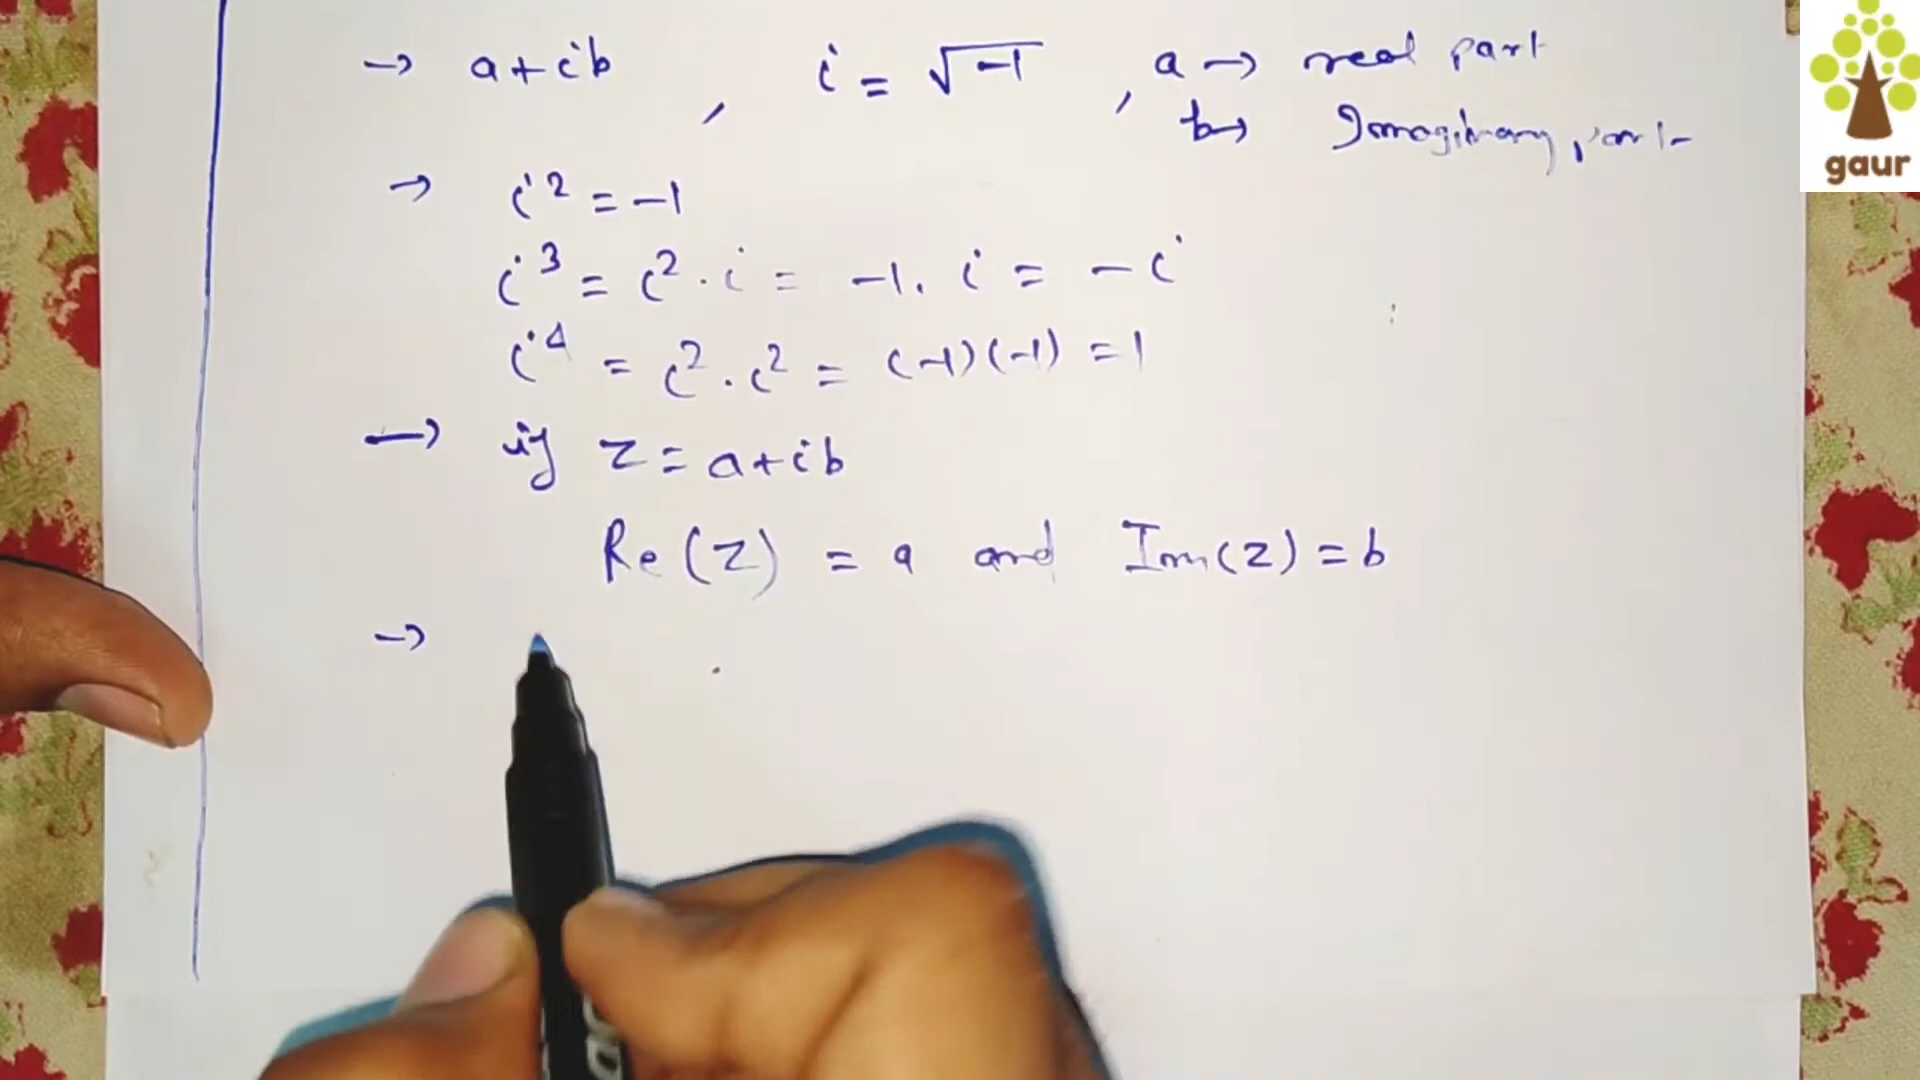 → a+ib , i = √-1 , a → real part
b→ Imaginary part
→ i² = -1
i³ = i² . i = -1 . i = -i
i⁴ = i² . i² = (-1)(-1) = 1
→ if z = a+ib
Re(z) = a and Im(z) = b
→
gaur